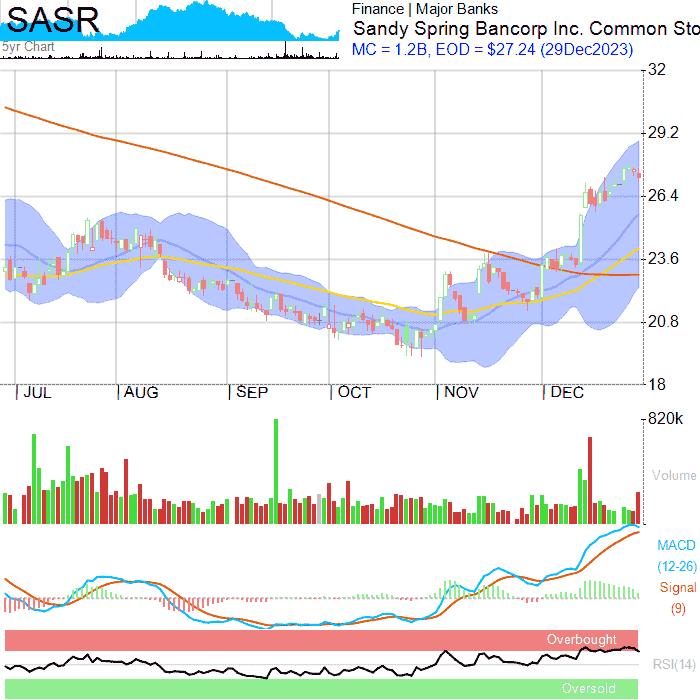 SASR
5yr Chart
Finance | Major Banks
Sandy Spring Bancorp Inc. Common Sto
MC = 1.2B, EOD = $27.24 (29Dec2023)
32
29.2
26.4
23.6
20.8
18
JUL AUG SEP OCT NOV DEC
820k
Volume
MACD
(12-26)
Signal
(9)
Overbought
RSI(14)
Oversold